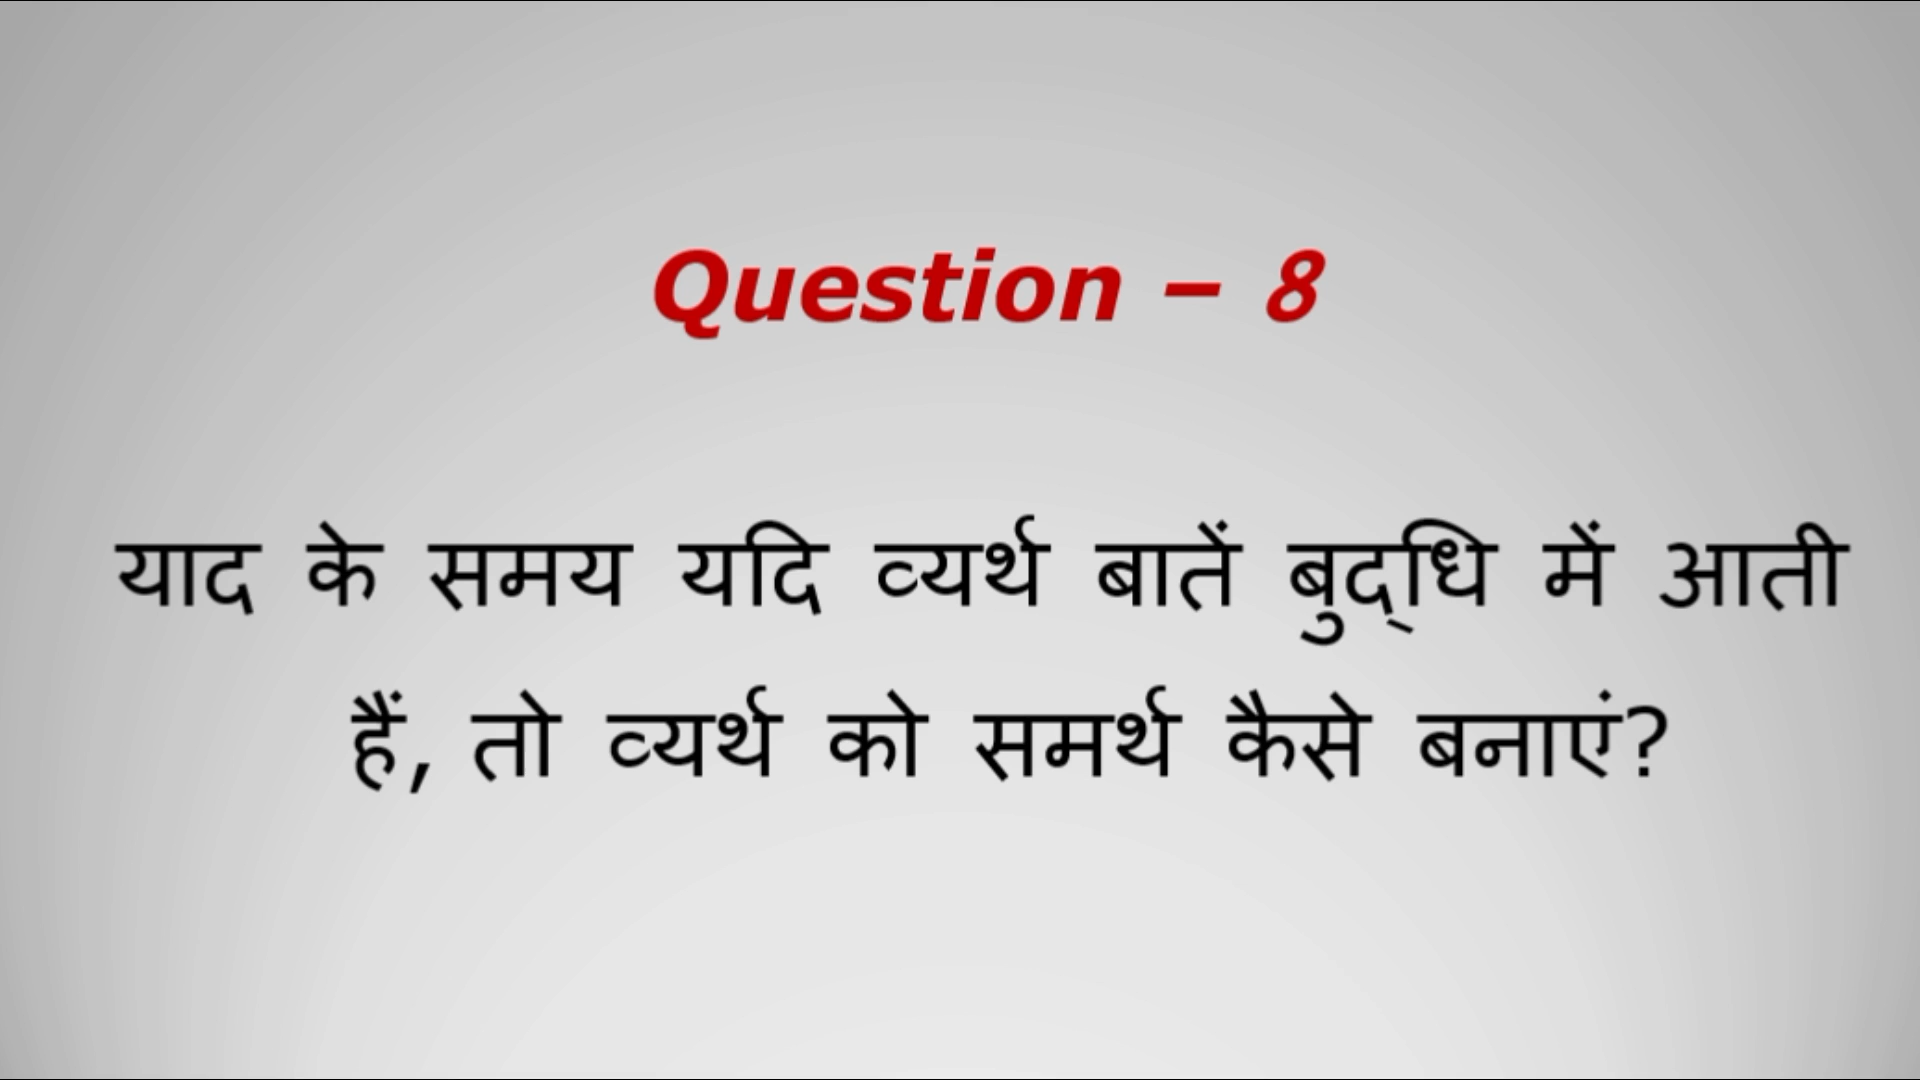 Question – 8
याद के समय यदि व्यर्थ बातें बुद्‌धि में आती
हैं, तो व्यर्थ को समर्थ कैसे बनाएं?